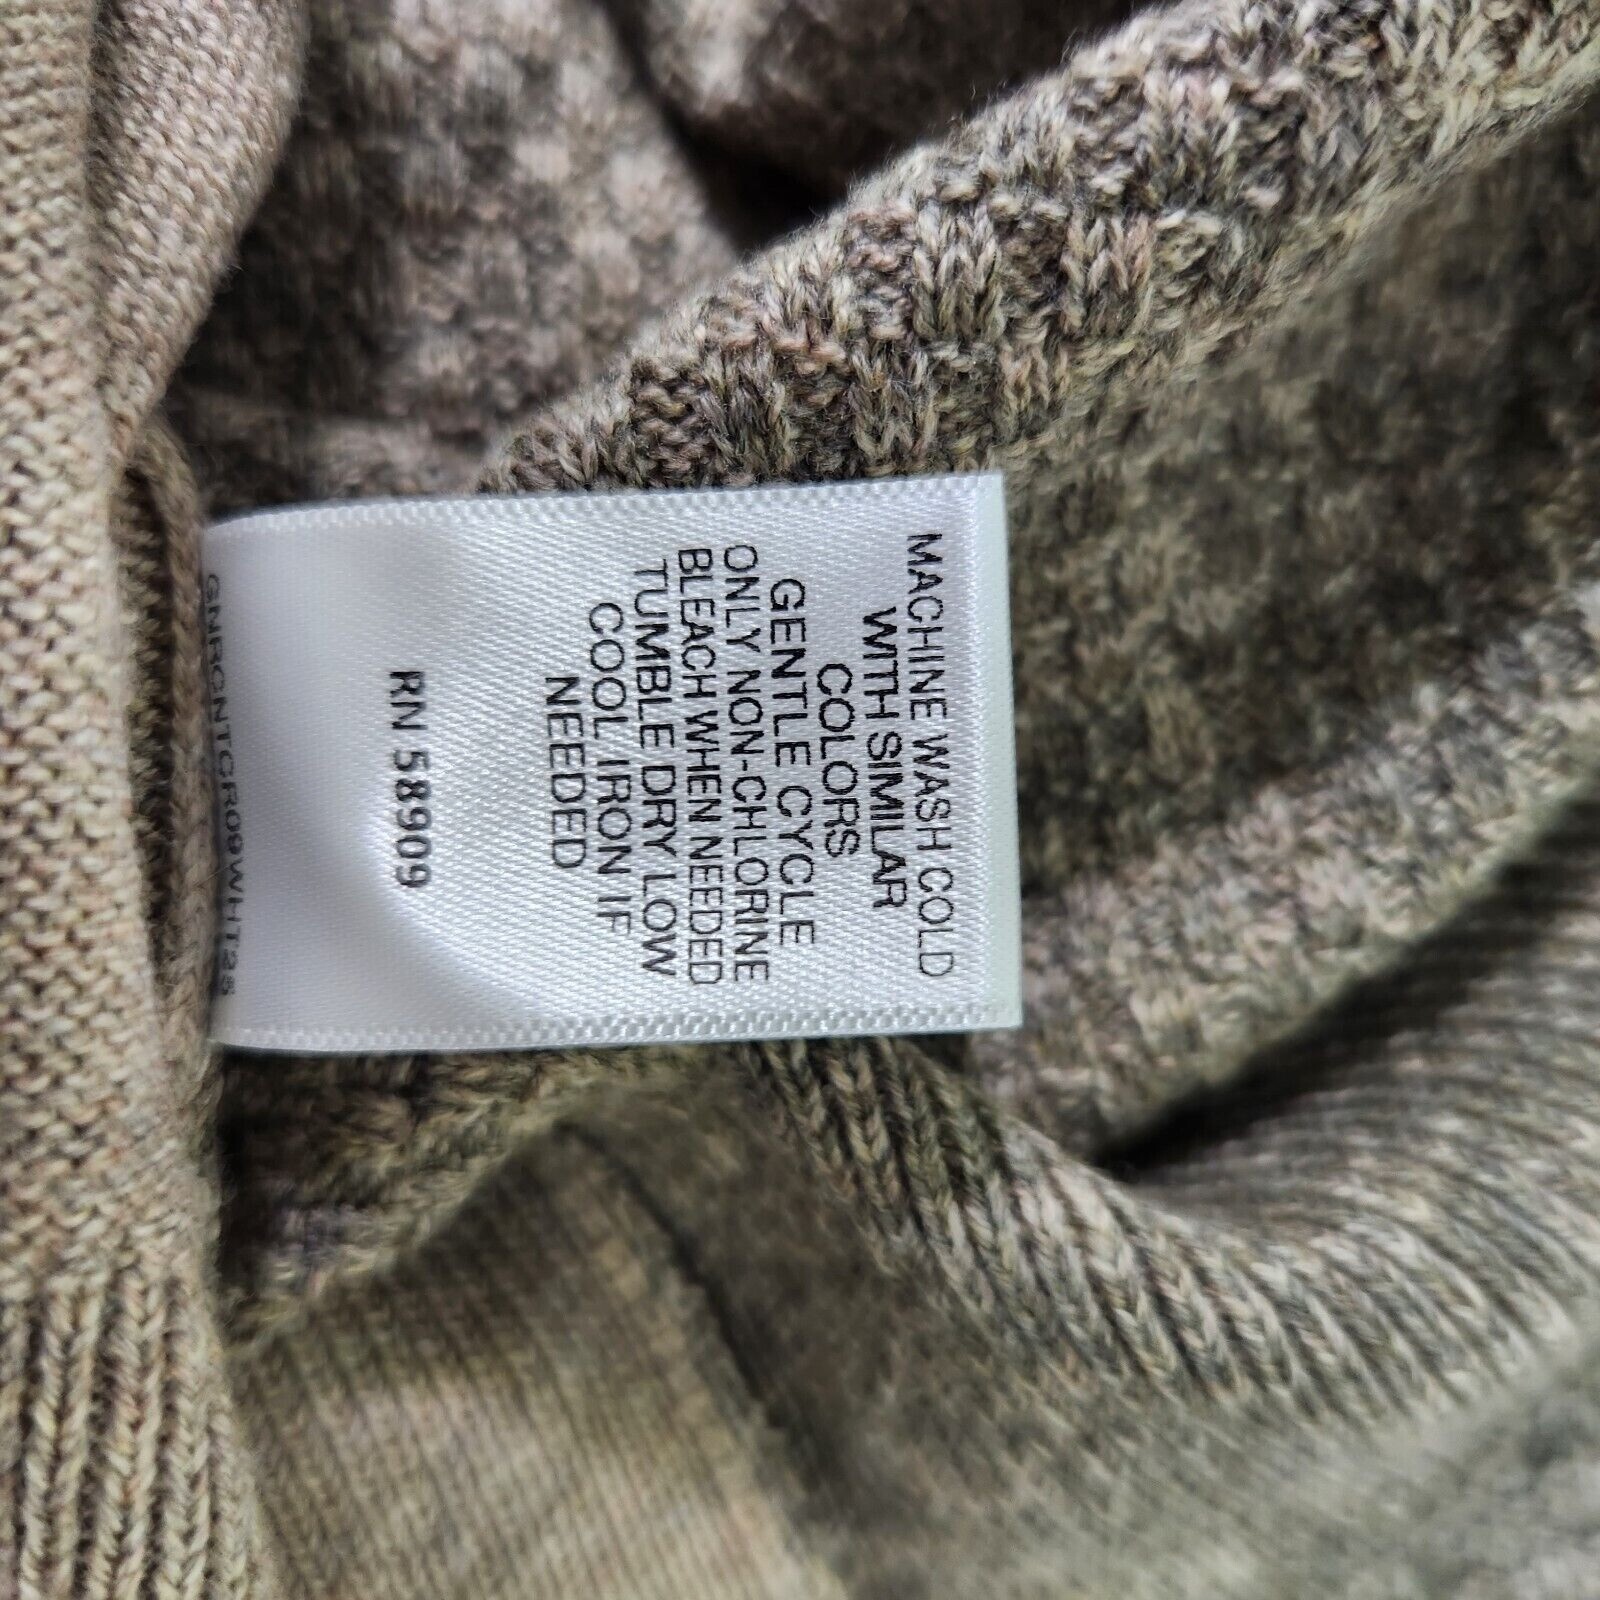 MACHINE WASH COLD
WITH SIMILAR
COLORS
GENTLE CYCLE
ONLY NON-CHLORINE
BLEACH WHEN NEEDED
TUMBLE DRY LOW
COOL IRON IF
NEEDED
RN 58909